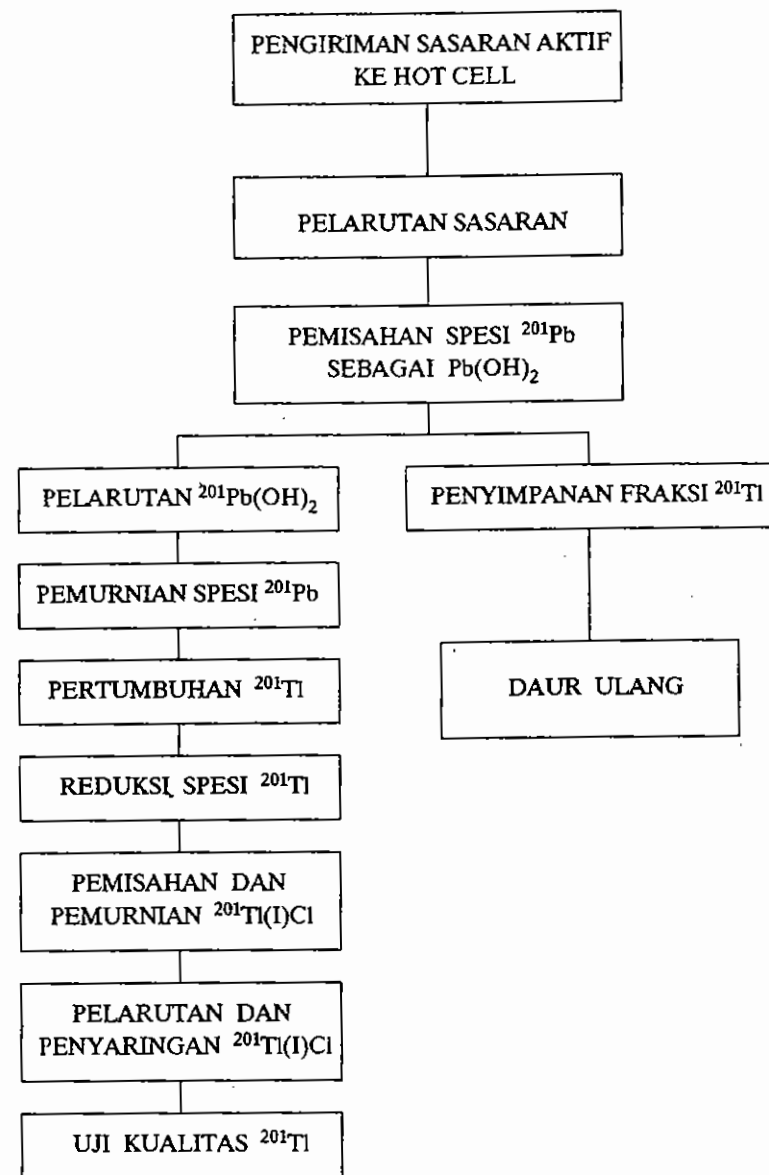 PENGIRIMAN SASARAN AKTIF
KE HOT CELL
PELARUTAN SASARAN
PEMISAHAN SPESI ²⁰¹Pb
SEBAGAI Pb(OH)₂
PELARUTAN ²⁰¹Pb(OH)₂
PENYIMPANAN FRAKSI ²⁰¹Tl
PEMURNIAN SPESI ²⁰¹Pb
PERTUMBUHAN ²⁰¹Tl
DAUR ULANG
REDUKSI SPESI ²⁰¹Tl
PEMISAHAN DAN
PEMURNIAN ²⁰¹Tl(I)Cl
PELARUTAN DAN
PENYARINGAN ²⁰¹Tl(I)Cl
UJI KUALITAS ²⁰¹Tl